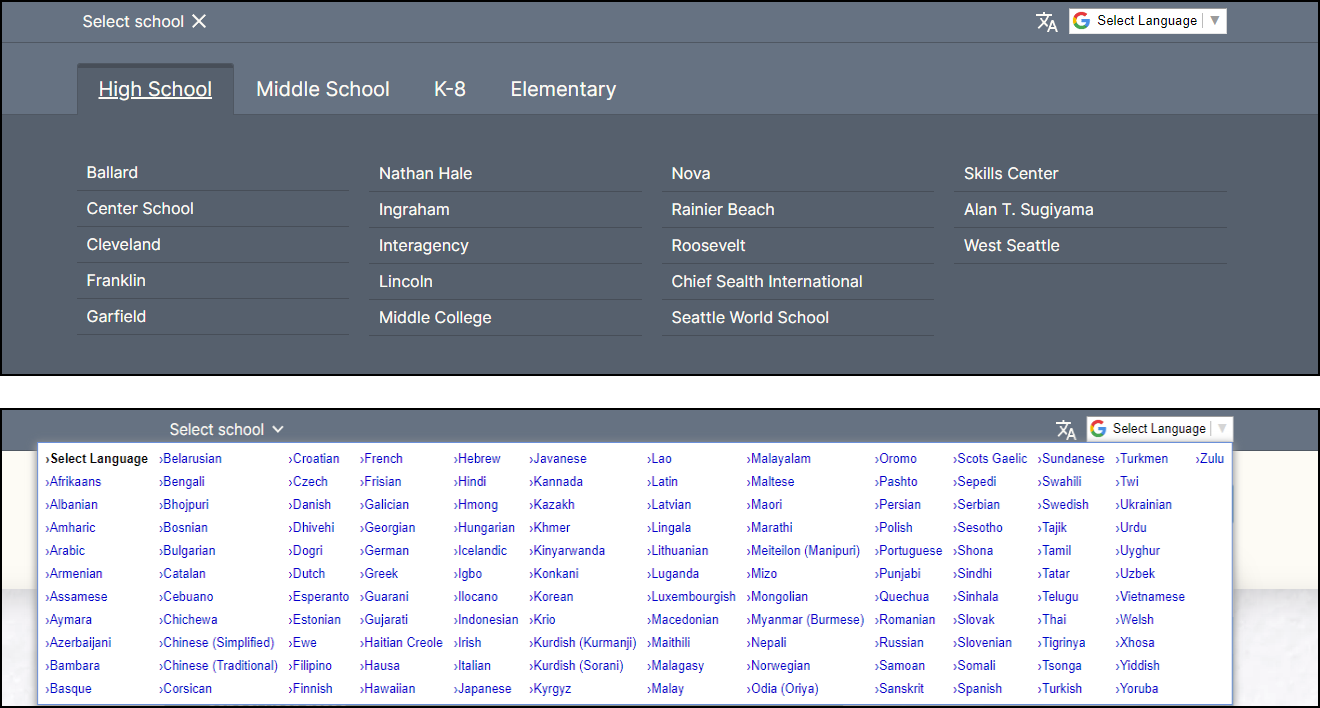 Select school
Select Language
High School Middle School K-8 Elementary
Ballard Nathan Hale Nova Skills Center
Center School Ingraham Rainier Beach Alan T. Sugiyama
Cleveland Interagency Roosevelt West Seattle
Franklin Lincoln Chief Sealth International
Garfield Middle College Seattle World School
Select school
Select Language
›Select Language ›Belarusian ›Croatian ›French ›Hebrew ›Javanese ›Lao ›Malayalam ›Oromo ›Scots Gaelic ›Sundanese ›Turkmen ›Zulu
›Afrikaans ›Bengali ›Czech ›Frisian ›Hindi ›Kannada ›Latin ›Maltese ›Pashto ›Sepedi ›Swahili ›Twi
›Albanian ›Bhojpuri ›Danish ›Galician ›Hmong ›Kazakh ›Latvian ›Maori ›Persian ›Serbian ›Swedish ›Ukrainian
›Amharic ›Bosnian ›Dhivehi ›Georgian ›Hungarian ›Khmer ›Lingala ›Marathi ›Polish ›Sesotho ›Tajik ›Urdu
›Arabic ›Bulgarian ›Dogri ›German ›Icelandic ›Kinyarwanda ›Lithuanian ›Meiteilon (Manipuri) ›Portuguese ›Shona ›Tamil ›Uyghur
›Armenian ›Catalan ›Dutch ›Greek ›Igbo ›Konkani ›Luganda ›Mizo ›Punjabi ›Sindhi ›Tatar ›Uzbek
›Assamese ›Cebuano ›Esperanto ›Guarani ›Ilocano ›Korean ›Luxembourgish ›Mongolian ›Quechua ›Sinhala ›Telugu ›Vietnamese
›Aymara ›Chichewa ›Estonian ›Gujarati ›Indonesian ›Krio ›Macedonian ›Myanmar (Burmese) ›Romanian ›Slovak ›Thai ›Welsh
›Azerbaijani ›Chinese (Simplified) ›Ewe ›Haitian Creole ›Irish ›Kurdish (Kurmanji) ›Maithili ›Nepali ›Russian ›Slovenian ›Tigrinya ›Xhosa
›Bambara ›Chinese (Traditional) ›Filipino ›Hausa ›Italian ›Kurdish (Sorani) ›Malagasy ›Norwegian ›Samoan ›Somali ›Tsonga ›Yiddish
›Basque ›Corsican ›Finnish ›Hawaiian ›Japanese ›Kyrgyz ›Malay ›Odia (Oriya) ›Sanskrit ›Spanish ›Turkish ›Yoruba